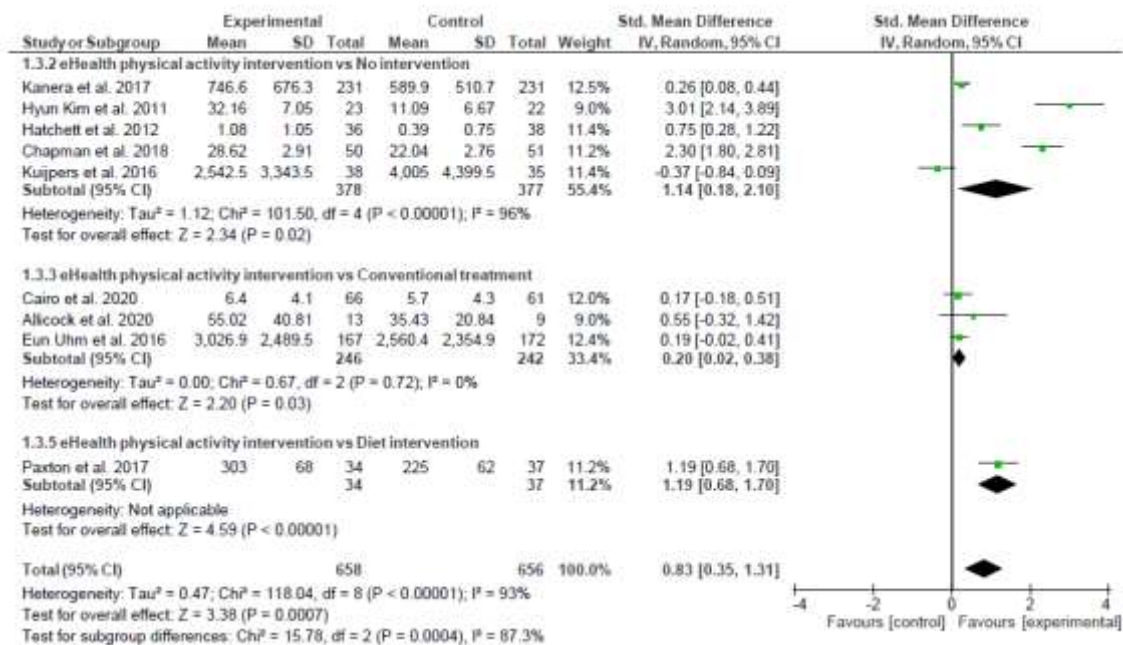 Experimental Control Std. Mean Difference Std. Mean Difference
Study or Subgroup Mean SD Total Mean SD Total Weight IV, Random, 95% CI IV, Random, 95% CI
1.3.2 eHealth physical activity intervention vs No intervention
Kanera et al. 2017 746.6 676.3 231 589.9 510.7 231 12.5% 0.26 [0.08, 0.44]
Hyun Kim et al. 2011 32.16 7.05 23 11.09 6.67 22 9.0% 3.01 [2.14, 3.89]
Hatchett et al. 2012 1.08 1.05 36 0.39 0.75 38 11.4% 0.75 [0.28, 1.22]
Chapman et al. 2018 28.62 2.91 50 22.04 2.76 51 11.2% 2.30 [1.80, 2.81]
Kuijpers et al. 2016 2,542.5 3,343.5 38 4,005 4,399.5 35 11.4% -0.37 [-0.84, 0.09]
Subtotal (95% CI) 378 377 55.4% 1.14 [0.18, 2.10]
Heterogeneity: Tau² = 1.12; Chi² = 101.50, df = 4 (P < 0.00001); I² = 96%
Test for overall effect: Z = 2.34 (P = 0.02)
1.3.3 eHealth physical activity intervention vs Conventional treatment
Cairo et al. 2020 6.4 4.1 66 5.7 4.3 61 12.0% 0.17 [-0.18, 0.51]
Allicock et al. 2020 55.02 40.81 13 35.43 20.84 9 9.0% 0.55 [-0.32, 1.42]
Eun Uhm et al. 2016 3,026.9 2,489.5 167 2,560.4 2,354.9 172 12.4% 0.19 [-0.02, 0.41]
Subtotal (95% CI) 246 242 33.4% 0.20 [0.02, 0.38]
Heterogeneity: Tau² = 0.00; Chi² = 0.67, df = 2 (P = 0.72); I² = 0%
Test for overall effect: Z = 2.20 (P = 0.03)
1.3.5 eHealth physical activity intervention vs Diet intervention
Paxton et al. 2017 303 68 34 225 62 37 11.2% 1.19 [0.68, 1.70]
Subtotal (95% CI) 34 37 11.2% 1.19 [0.68, 1.70]
Heterogeneity: Not applicable
Test for overall effect: Z = 4.59 (P < 0.00001)
Total (95% CI) 658 656 100.0% 0.83 [0.35, 1.31]
Heterogeneity: Tau² = 0.47; Chi² = 118.04, df = 8 (P < 0.00001); I² = 93%
Test for overall effect: Z = 3.38 (P = 0.0007)
Test for subgroup differences: Chi² = 15.78, df = 2 (P = 0.0004), I² = 87.3%
-4 -2 0 2 4
Favours [control] Favours [experimental]